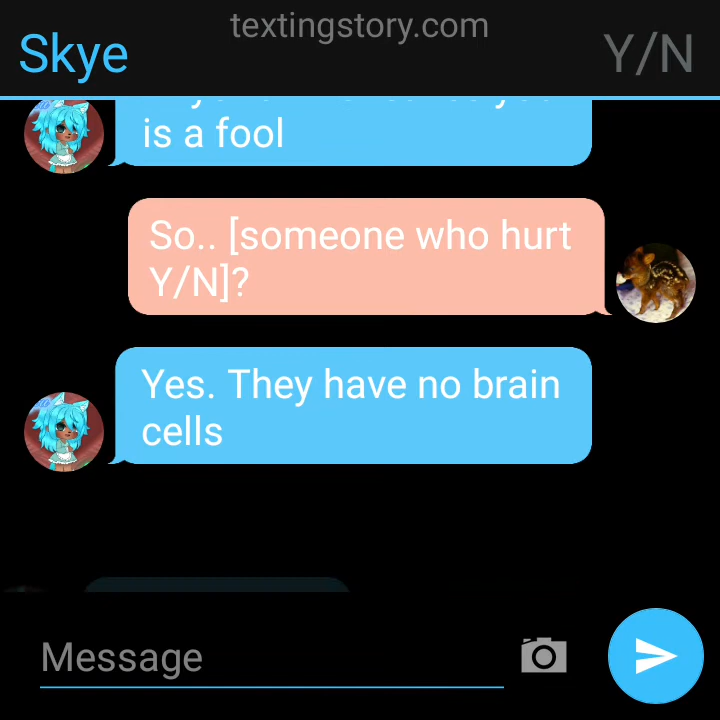 textingstory.com
Skye
Y/N
is a fool
So.. [someone who hurt
Y/N]?
Yes. They have no brain
cells
Message